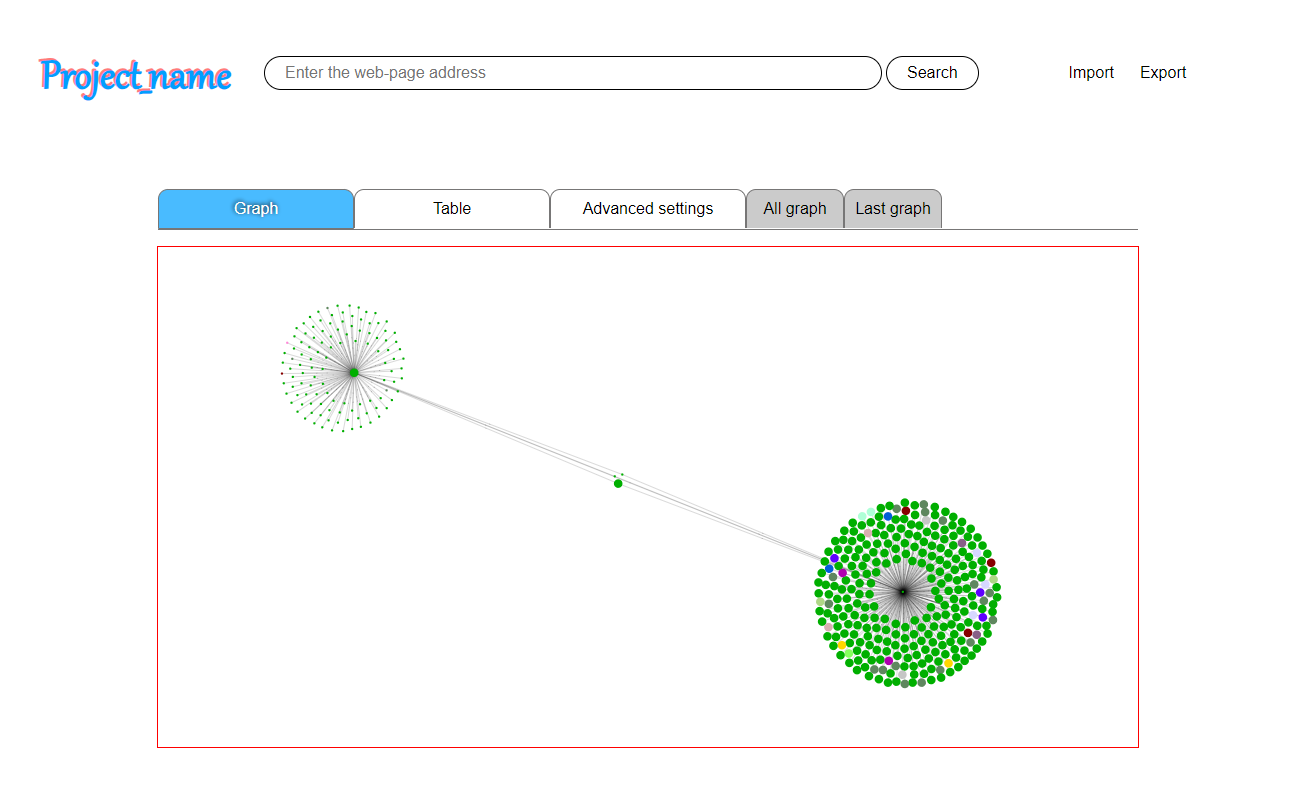 Project_name
Enter the web-page address
Search
Import
Export
Graph
Table
Advanced settings
All graph
Last graph